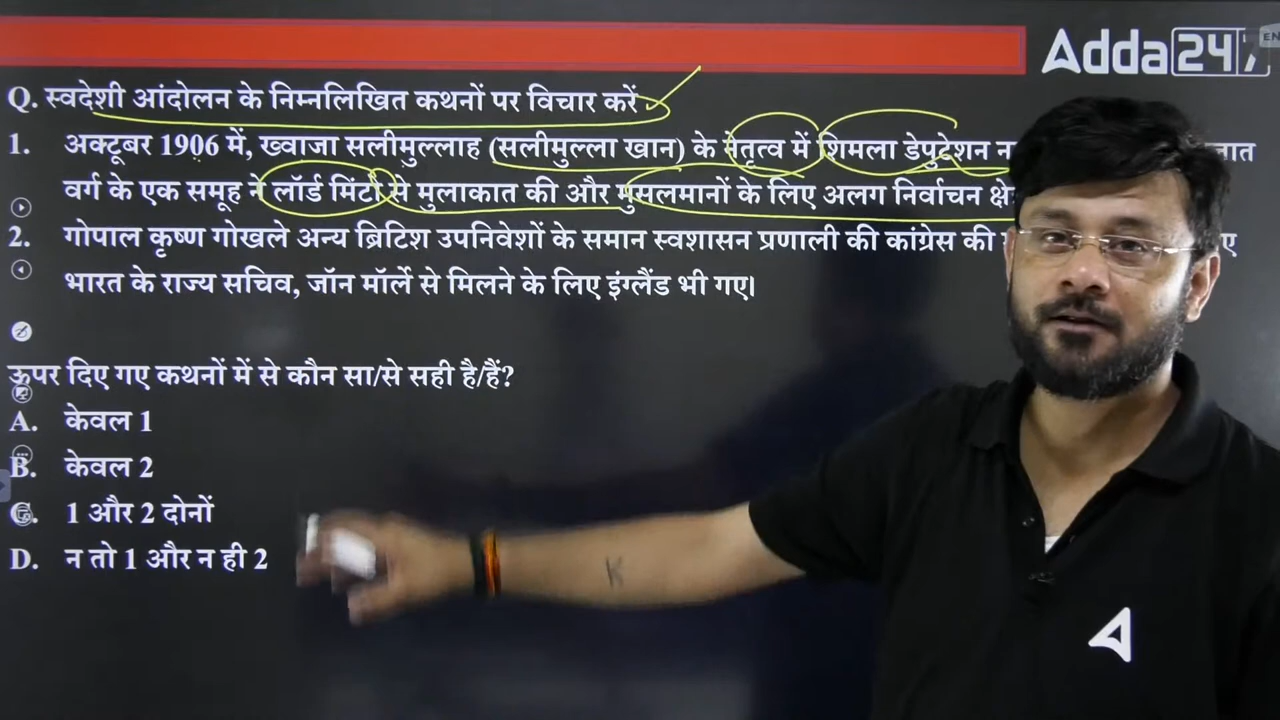 Adda247
EN
Q. स्वदेशी आंदोलन के निम्नलिखित कथनों पर विचार करें
1. अक्टूबर 1906 में, ख्वाजा सलीमुल्लाह (सलीमुल्ला खान) के नेतृत्व में शिमला डेपुटेशन
वर्ग के एक समूह ने लॉर्ड मिंटो से मुलाकात की और मुसलमानों के लिए अलग निर्वाचन
2. गोपाल कृष्ण गोखले अन्य ब्रिटिश उपनिवेशों के समान स्वशासन प्रणाली की कांग्रेस की
भारत के राज्य सचिव, जॉन मॉर्ले से मिलने के लिए इंग्लैंड भी गए।
ऊपर दिए गए कथनों में से कौन सा/से सही है/हैं?
A. केवल 1
B. केवल 2
C. 1 और 2 दोनों
D. न तो 1 और न ही 2